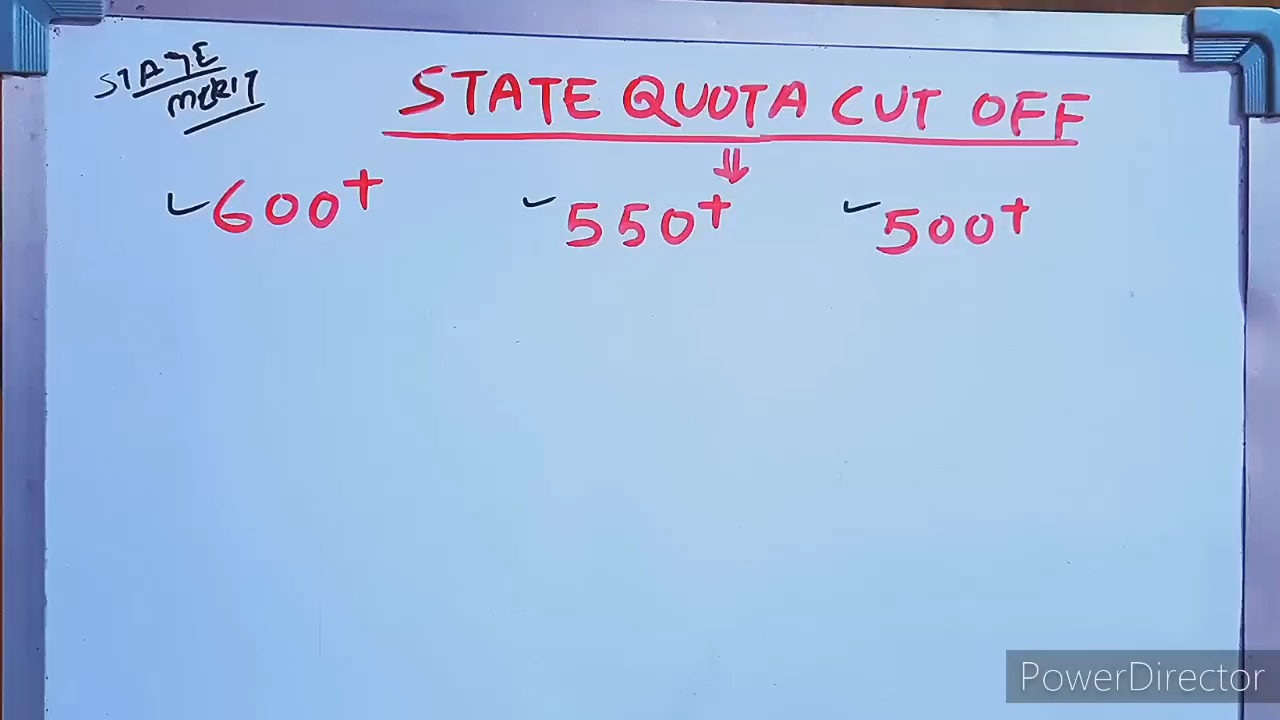 STATE
MERIT
STATE QUOTA CUT OFF
600+ 550+ 500+
PowerDirector